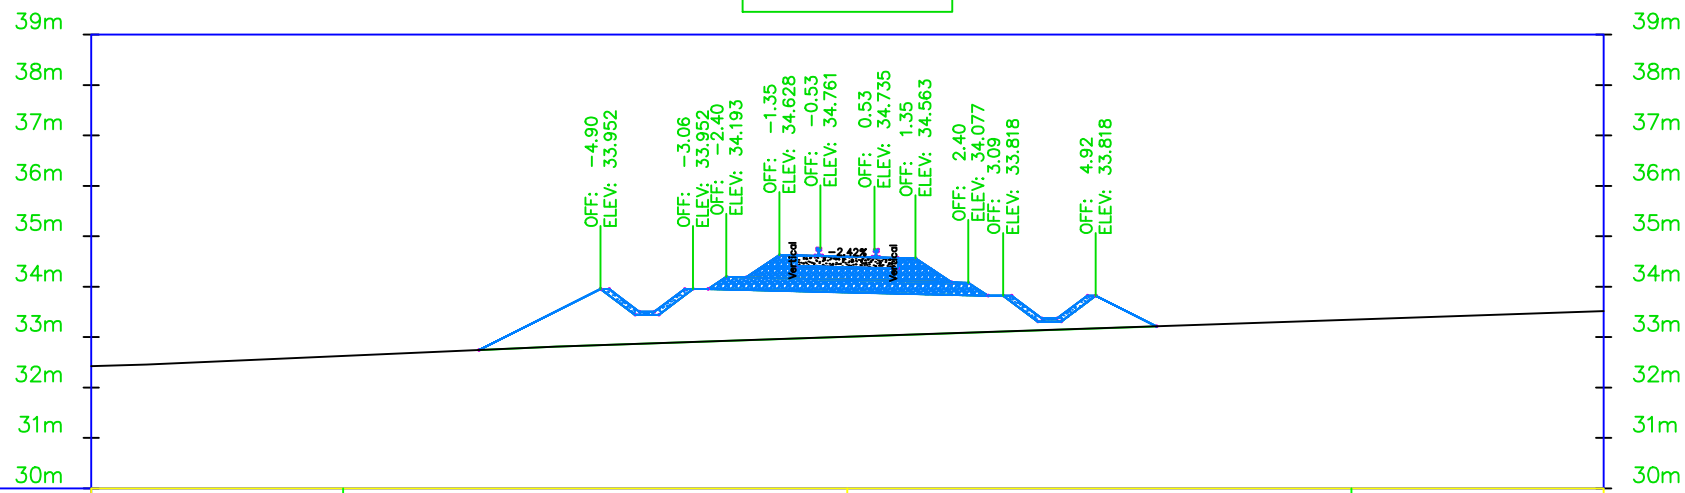 39m
38m
37m
36m
35m
34m
33m
32m
31m
30m
OFF: -4.90
ELEV: 33.952
OFF: -3.06
ELEV: 33.952
OFF: -2.40
ELEV: 34.193
OFF: -1.35
ELEV: 34.628
OFF: -0.53
ELEV: 34.761
OFF: 0.53
ELEV: 34.735
OFF: 1.35
ELEV: 34.563
OFF: 2.40
ELEV: 34.077
OFF: 3.09
ELEV: 33.818
OFF: 4.92
ELEV: 33.818
Vertical
-2.42%
Vertical
39m
38m
37m
36m
35m
34m
33m
32m
31m
30m